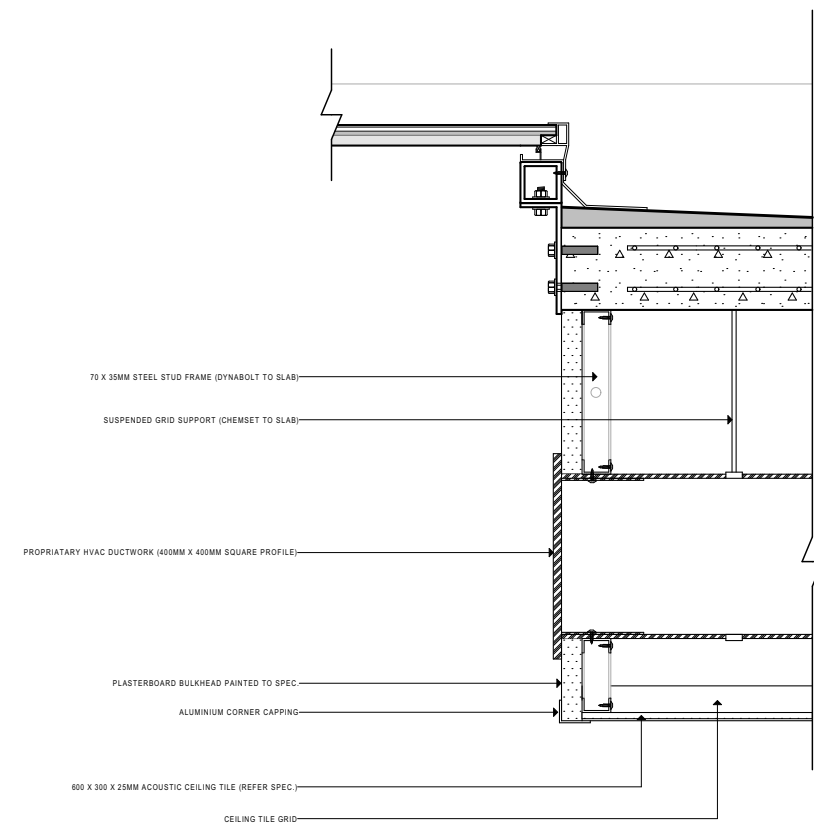 70 X 35MM STEEL STUD FRAME (DYNABOLT TO SLAB)
SUSPENDED GRID SUPPORT (CHEMSET TO SLAB)
PROPRIATARY HVAC DUCTWORK (400MM X 400MM SQUARE PROFILE)
PLASTERBOARD BULKHEAD PAINTED TO SPEC.
ALUMINIUM CORNER CAPPING
600 X 300 X 25MM ACOUSTIC CEILING TILE (REFER SPEC.)
CEILING TILE GRID